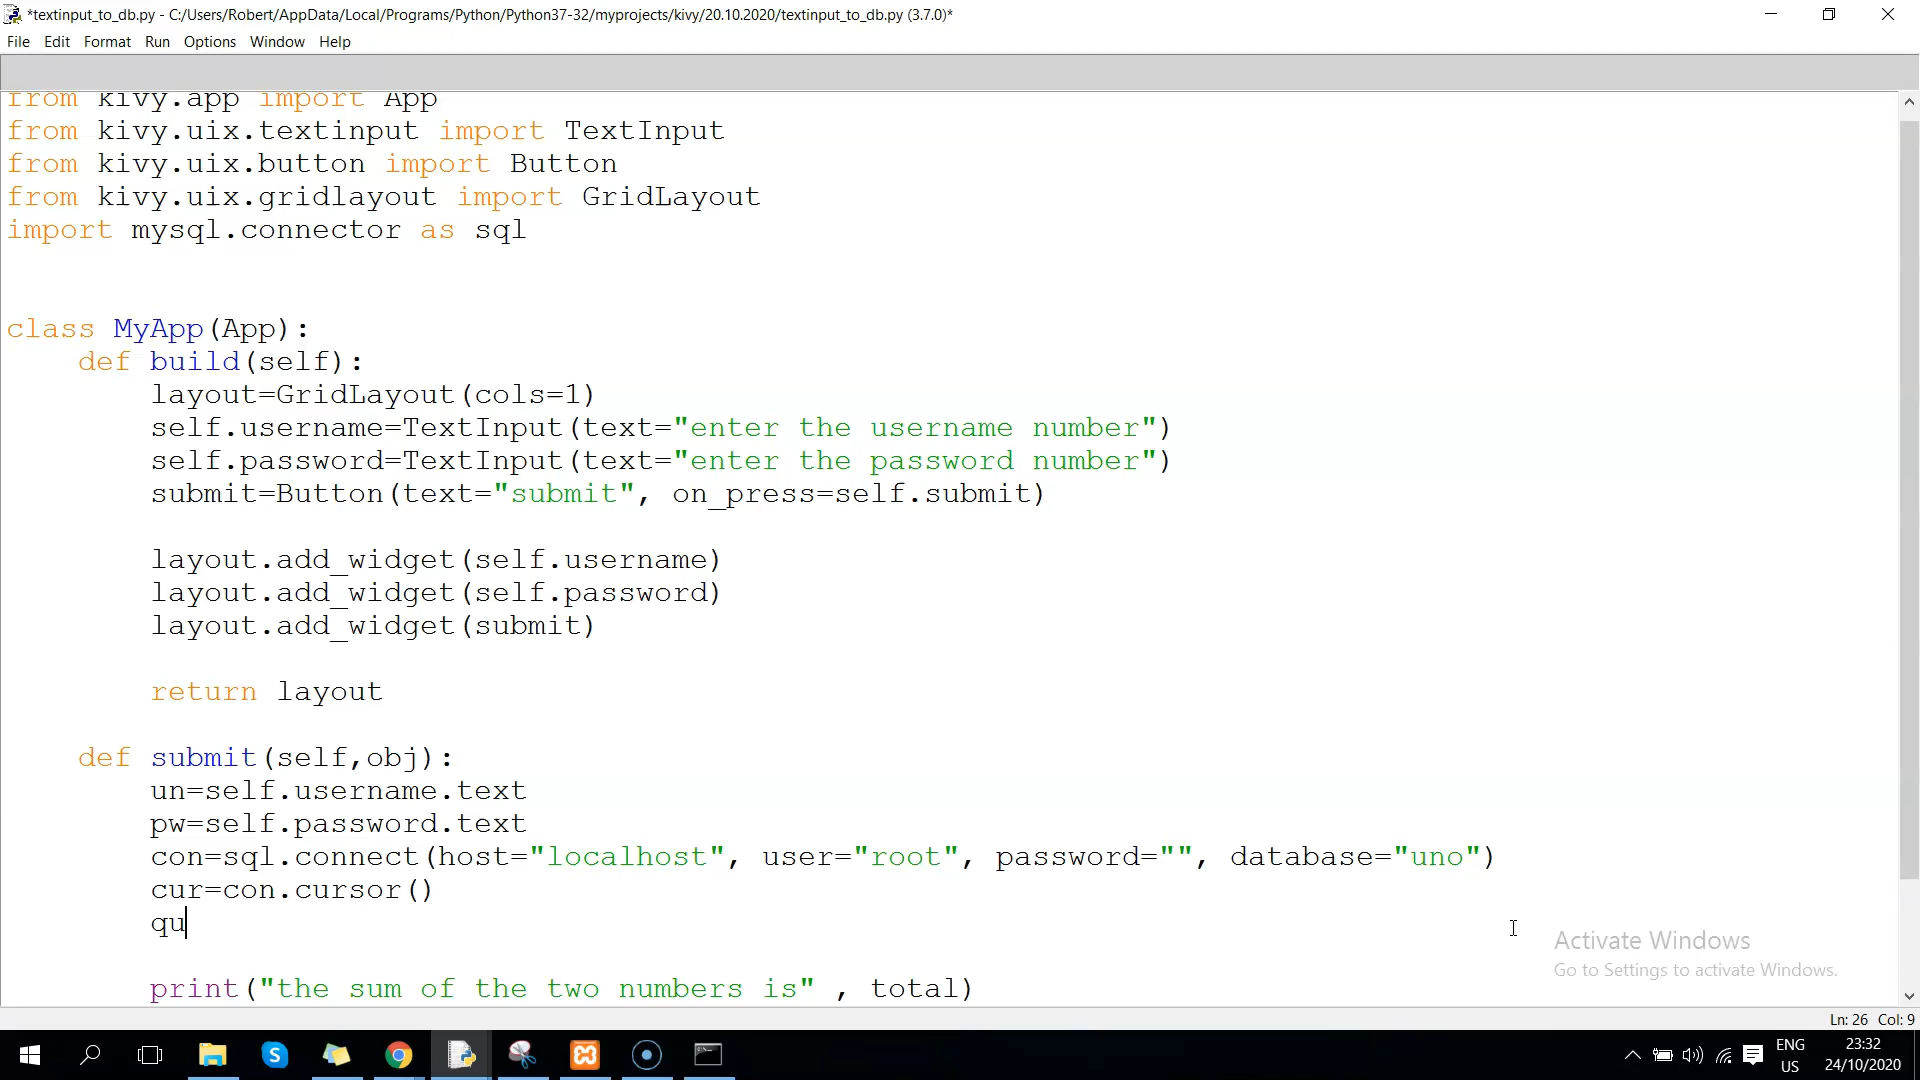 *textinput_to_db.py - C:/Users/Robert/AppData/Local/Programs/Python/Python37-32/myprojects/kivy/20.10.2020/textinput_to_db.py (3.7.0)*
File Edit Format Run Options Window Help
from kivy.app import App
from kivy.uix.textinput import TextInput
from kivy.uix.button import Button
from kivy.uix.gridlayout import GridLayout
import mysql.connector as sql
class MyApp(App):
    def build(self):
        layout=GridLayout(cols=1)
        self.username=TextInput(text="enter the username number")
        self.password=TextInput(text="enter the password number")
        submit=Button(text="submit", on_press=self.submit)
        layout.add_widget(self.username)
        layout.add_widget(self.password)
        layout.add_widget(submit)
        return layout
    def submit(self,obj):
        un=self.username.text
        pw=self.password.text
        con=sql.connect(host="localhost", user="root", password="", database="uno")
        cur=con.cursor()
        qu
        print("the sum of the two numbers is" , total)
Activate Windows
Go to Settings to activate Windows.
Ln: 26 Col: 9
ENG
US
23:32
24/10/2020